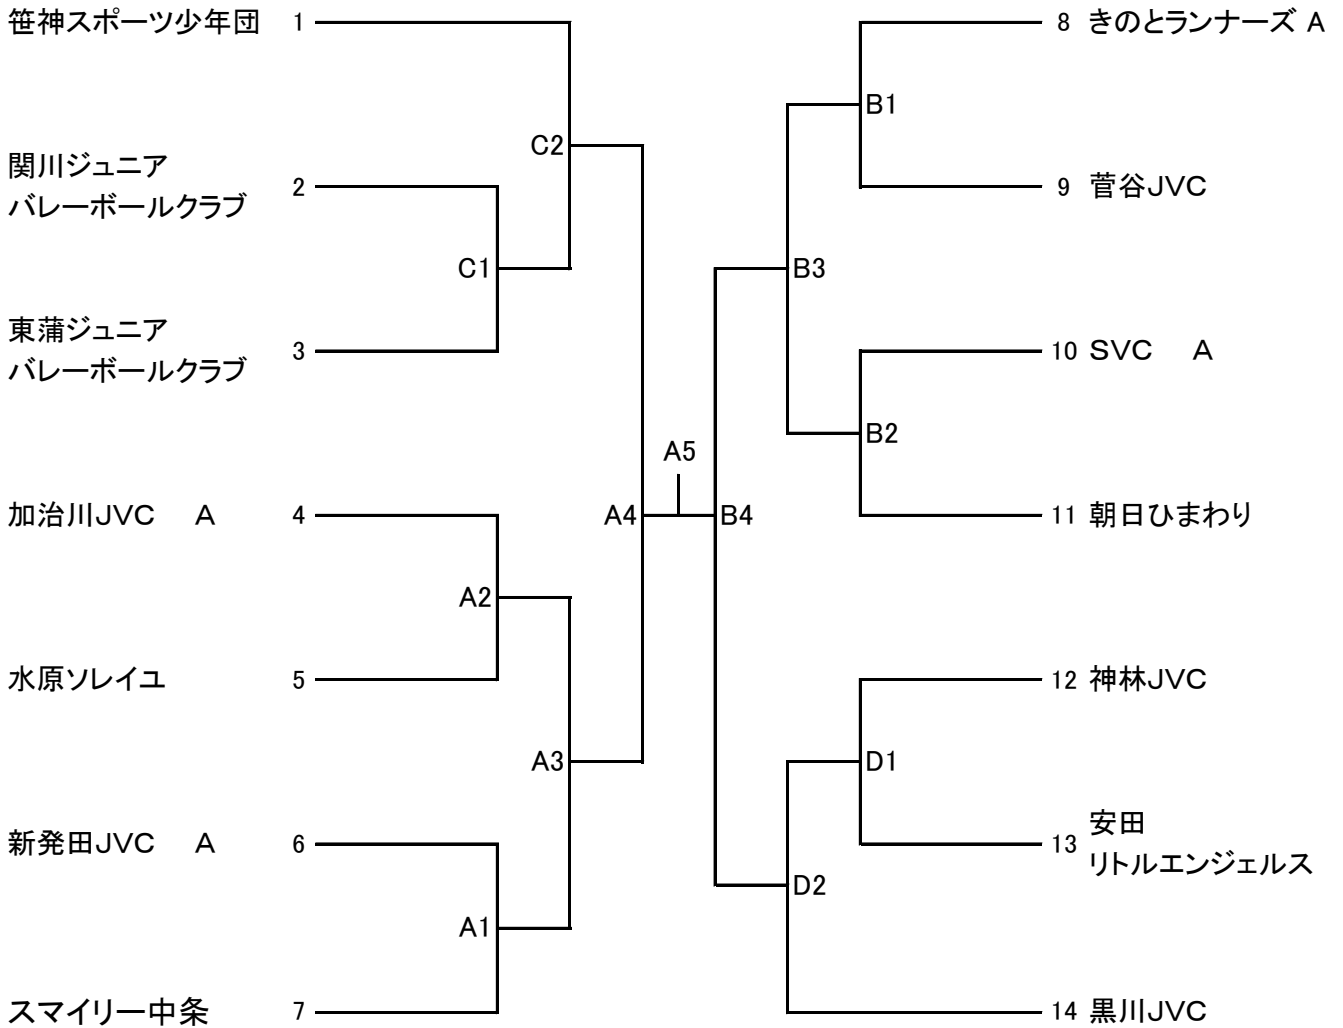 笹神スポーツ少年団 1
関川ジュニア
バレーボールクラブ 2
東蒲ジュニア
バレーボールクラブ 3
加治川JVC A 4
水原ソレイユ 5
新発田JVC A 6
スマイリー中条 7
C2
C1
A2
A3
A1
A4
A5
B4
B1
B3
B2
D1
D2
8 きのとランナーズ A
9 菅谷JVC
10 SVC A
11 朝日ひまわり
12 神林JVC
13 安田
リトルエンジェルス
14 黒川JVC